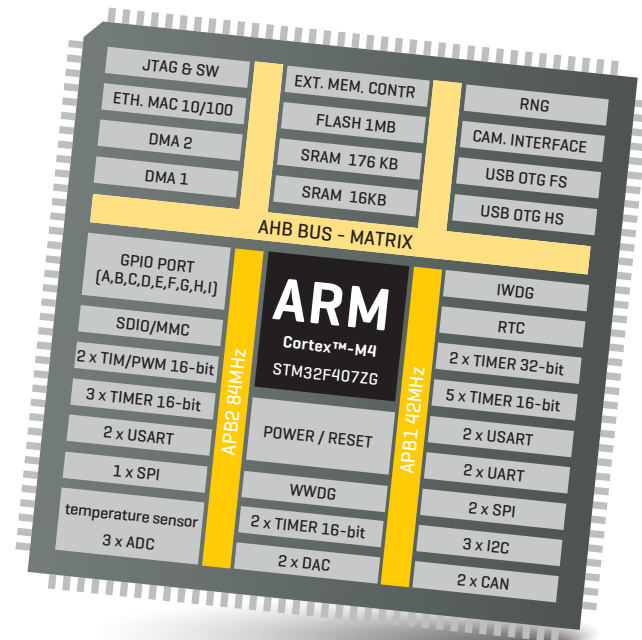 JTAG & SW
ETH. MAC 10/100
DMA 2
DMA 1
EXT. MEM. CONTR
FLASH 1MB
SRAM 176 KB
SRAM 16KB
RNG
CAM. INTERFACE
USB OTG FS
USB OTG HS
AHB BUS - MATRIX
GPIO PORT
(A,B,C,D,E,F,G,H,I)
SDIO/MMC
2 x TIM/PWM 16-bit
3 x TIMER 16-bit
2 x USART
1 x SPI
temperature sensor
3 x ADC
APB2 84MHz
ARM
Cortex™-M4
STM32F407ZG
POWER / RESET
WWDG
2 x TIMER 16-bit
2 x DAC
APB1 42MHz
IWDG
RTC
2 x TIMER 32-bit
5 x TIMER 16-bit
2 x USART
2 x UART
2 x SPI
3 x I2C
2 x CAN